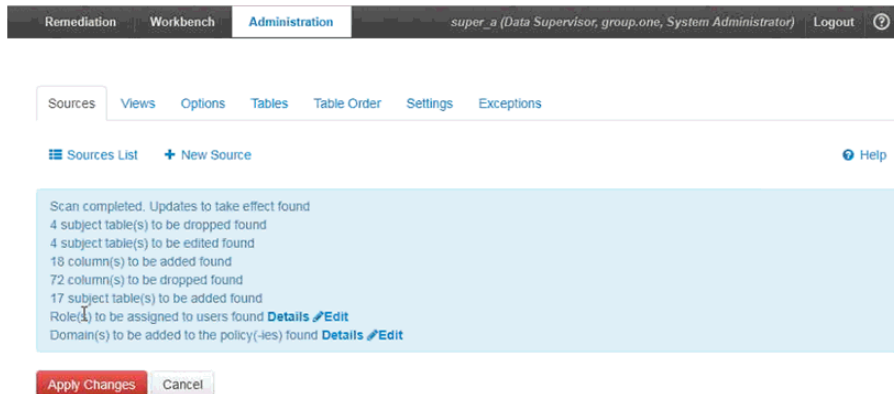 Remediation Workbench Administration super_a (Data Supervisor, group.one, System Administrator) Logout ?
Sources Views Options Tables Table Order Settings Exceptions
Sources List + New Source ? Help
Scan completed. Updates to take effect found
4 subject table(s) to be dropped found
4 subject table(s) to be edited found
18 column(s) to be added found
72 column(s) to be dropped found
17 subject table(s) to be added found
Role(s) to be assigned to users found Details Edit
Domain(s) to be added to the policy(-ies) found Details Edit
Apply Changes Cancel